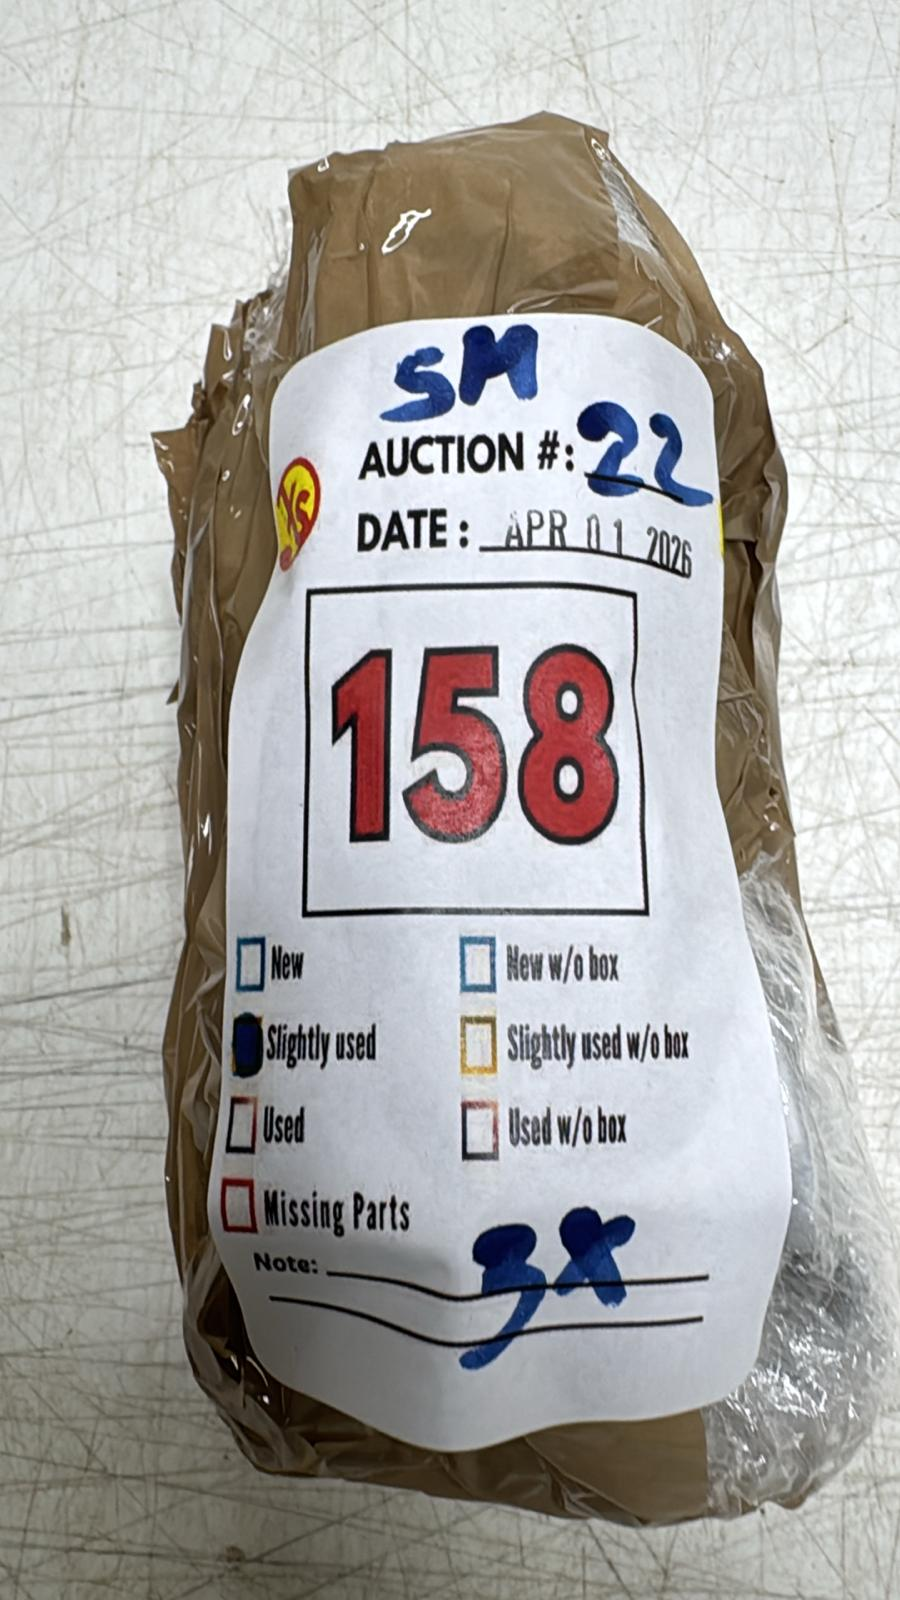 SM
AUCTION #: 22
DATE: APR 01 2026
158
New
New w/o box
Slightly used
Slightly used w/o box
Used
Used w/o box
Missing Parts
Note: 3x